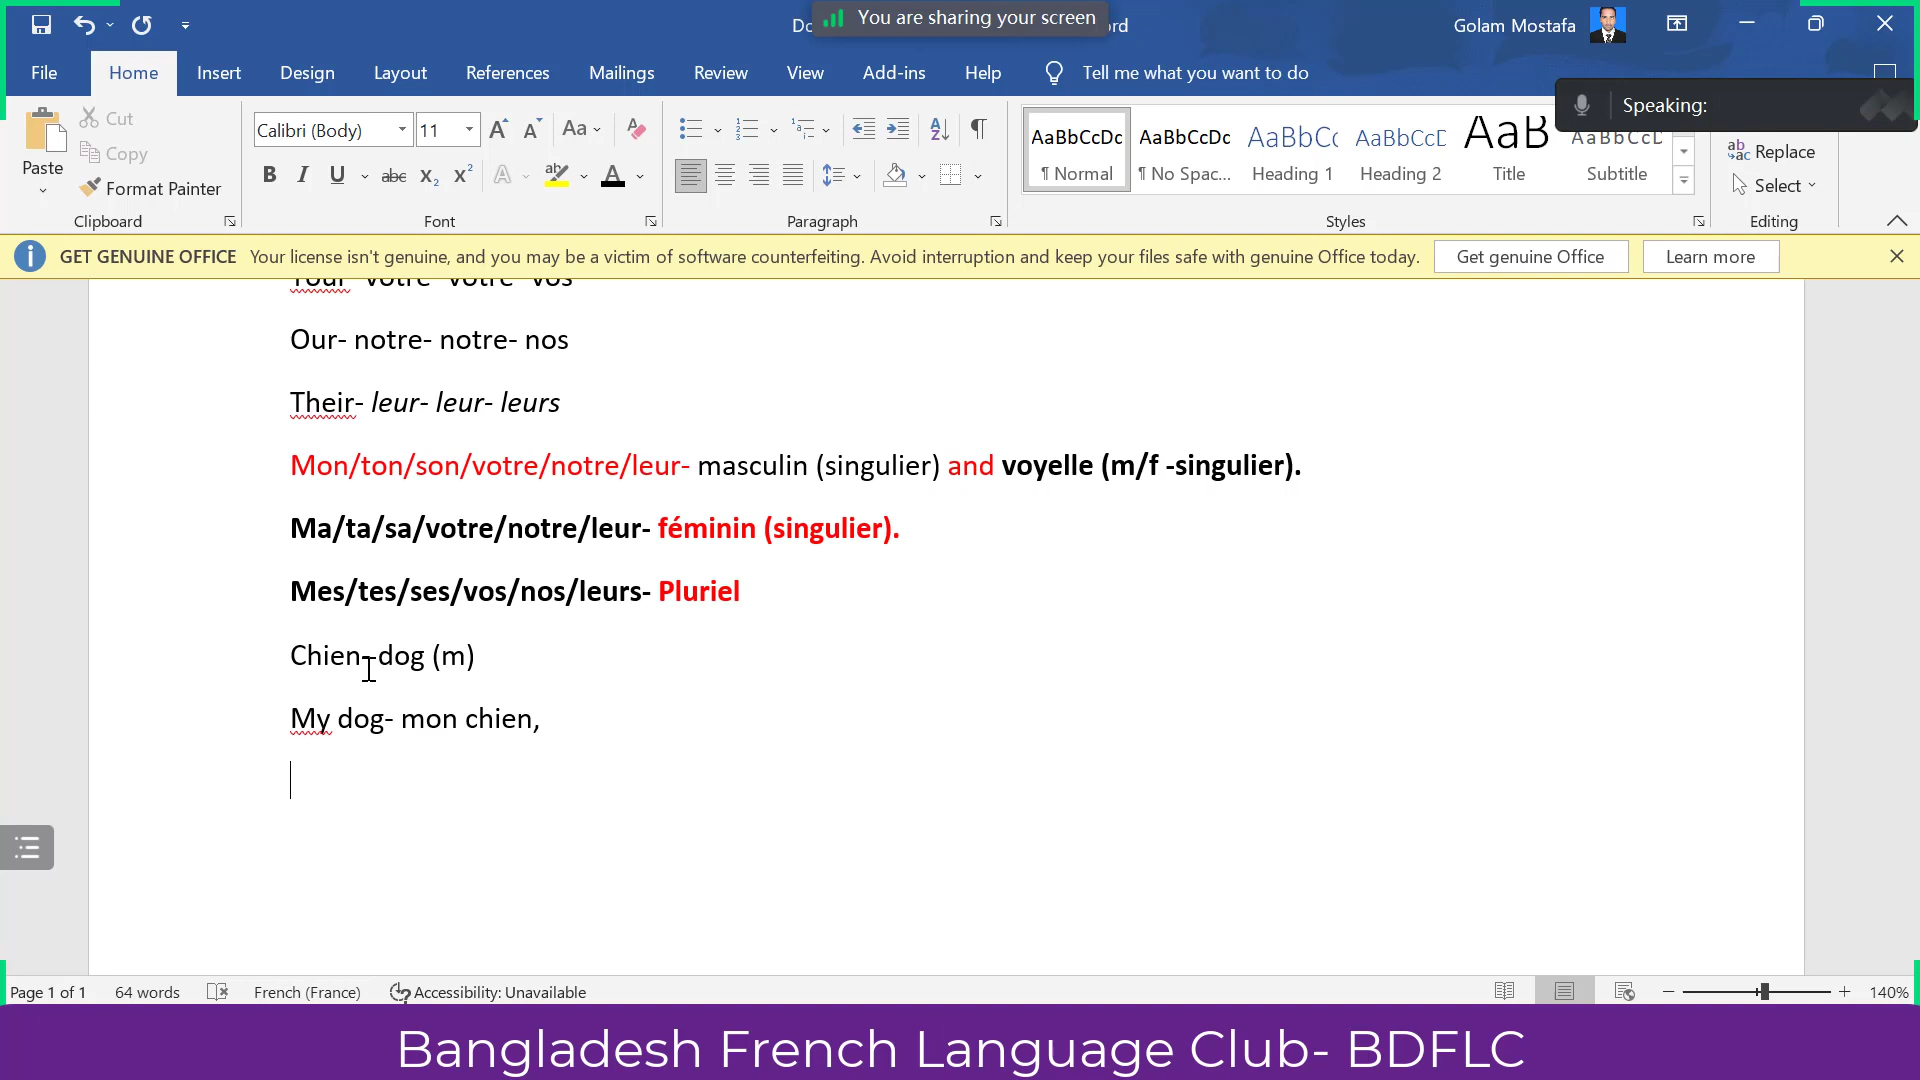 You are sharing your screen
Golam Mostafa
File Home Insert Design Layout References Mailings Review View Add-ins Help Tell me what you want to do
Speaking:
Paste
Cut
Copy
Format Painter
Clipboard
Calibri (Body) 11
Font
Paragraph
AaBbCcDc AaBbCcDc AaBbCc AaBbCcD AaB AaBbCcD
¶ Normal ¶ No Spac... Heading 1 Heading 2 Title Subtitle
Styles
Replace
Select
Editing
GET GENUINE OFFICE Your license isn't genuine, and you may be a victim of software counterfeiting. Avoid interruption and keep your files safe with genuine Office today. Get genuine Office Learn more
Your- votre- votre- vos
Our- notre- notre- nos
Their- leur- leur- leurs
Mon/ton/son/votre/notre/leur- masculin (singulier) and voyelle (m/f -singulier).
Ma/ta/sa/votre/notre/leur- féminin (singulier).
Mes/tes/ses/vos/nos/leurs- Pluriel
Chien- dog (m)
My dog- mon chien,
Page 1 of 1 64 words French (France) Accessibility: Unavailable 140%
Bangladesh French Language Club- BDFLC